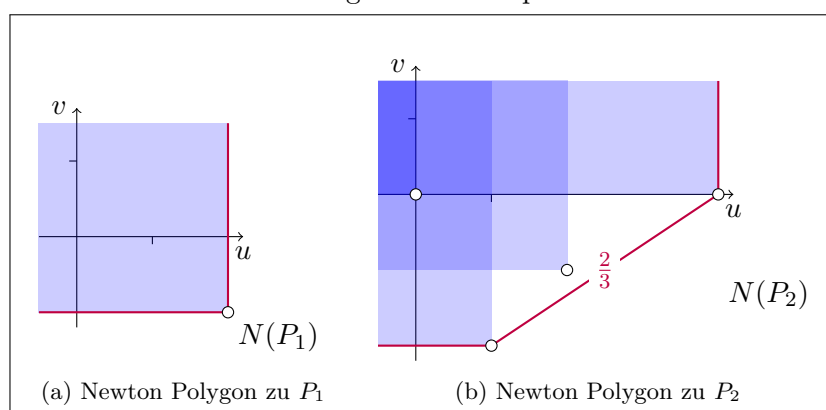 v
u
N(P₁)
(a) Newton Polygon zu P₁
v
u
2/3
N(P₂)
(b) Newton Polygon zu P₂